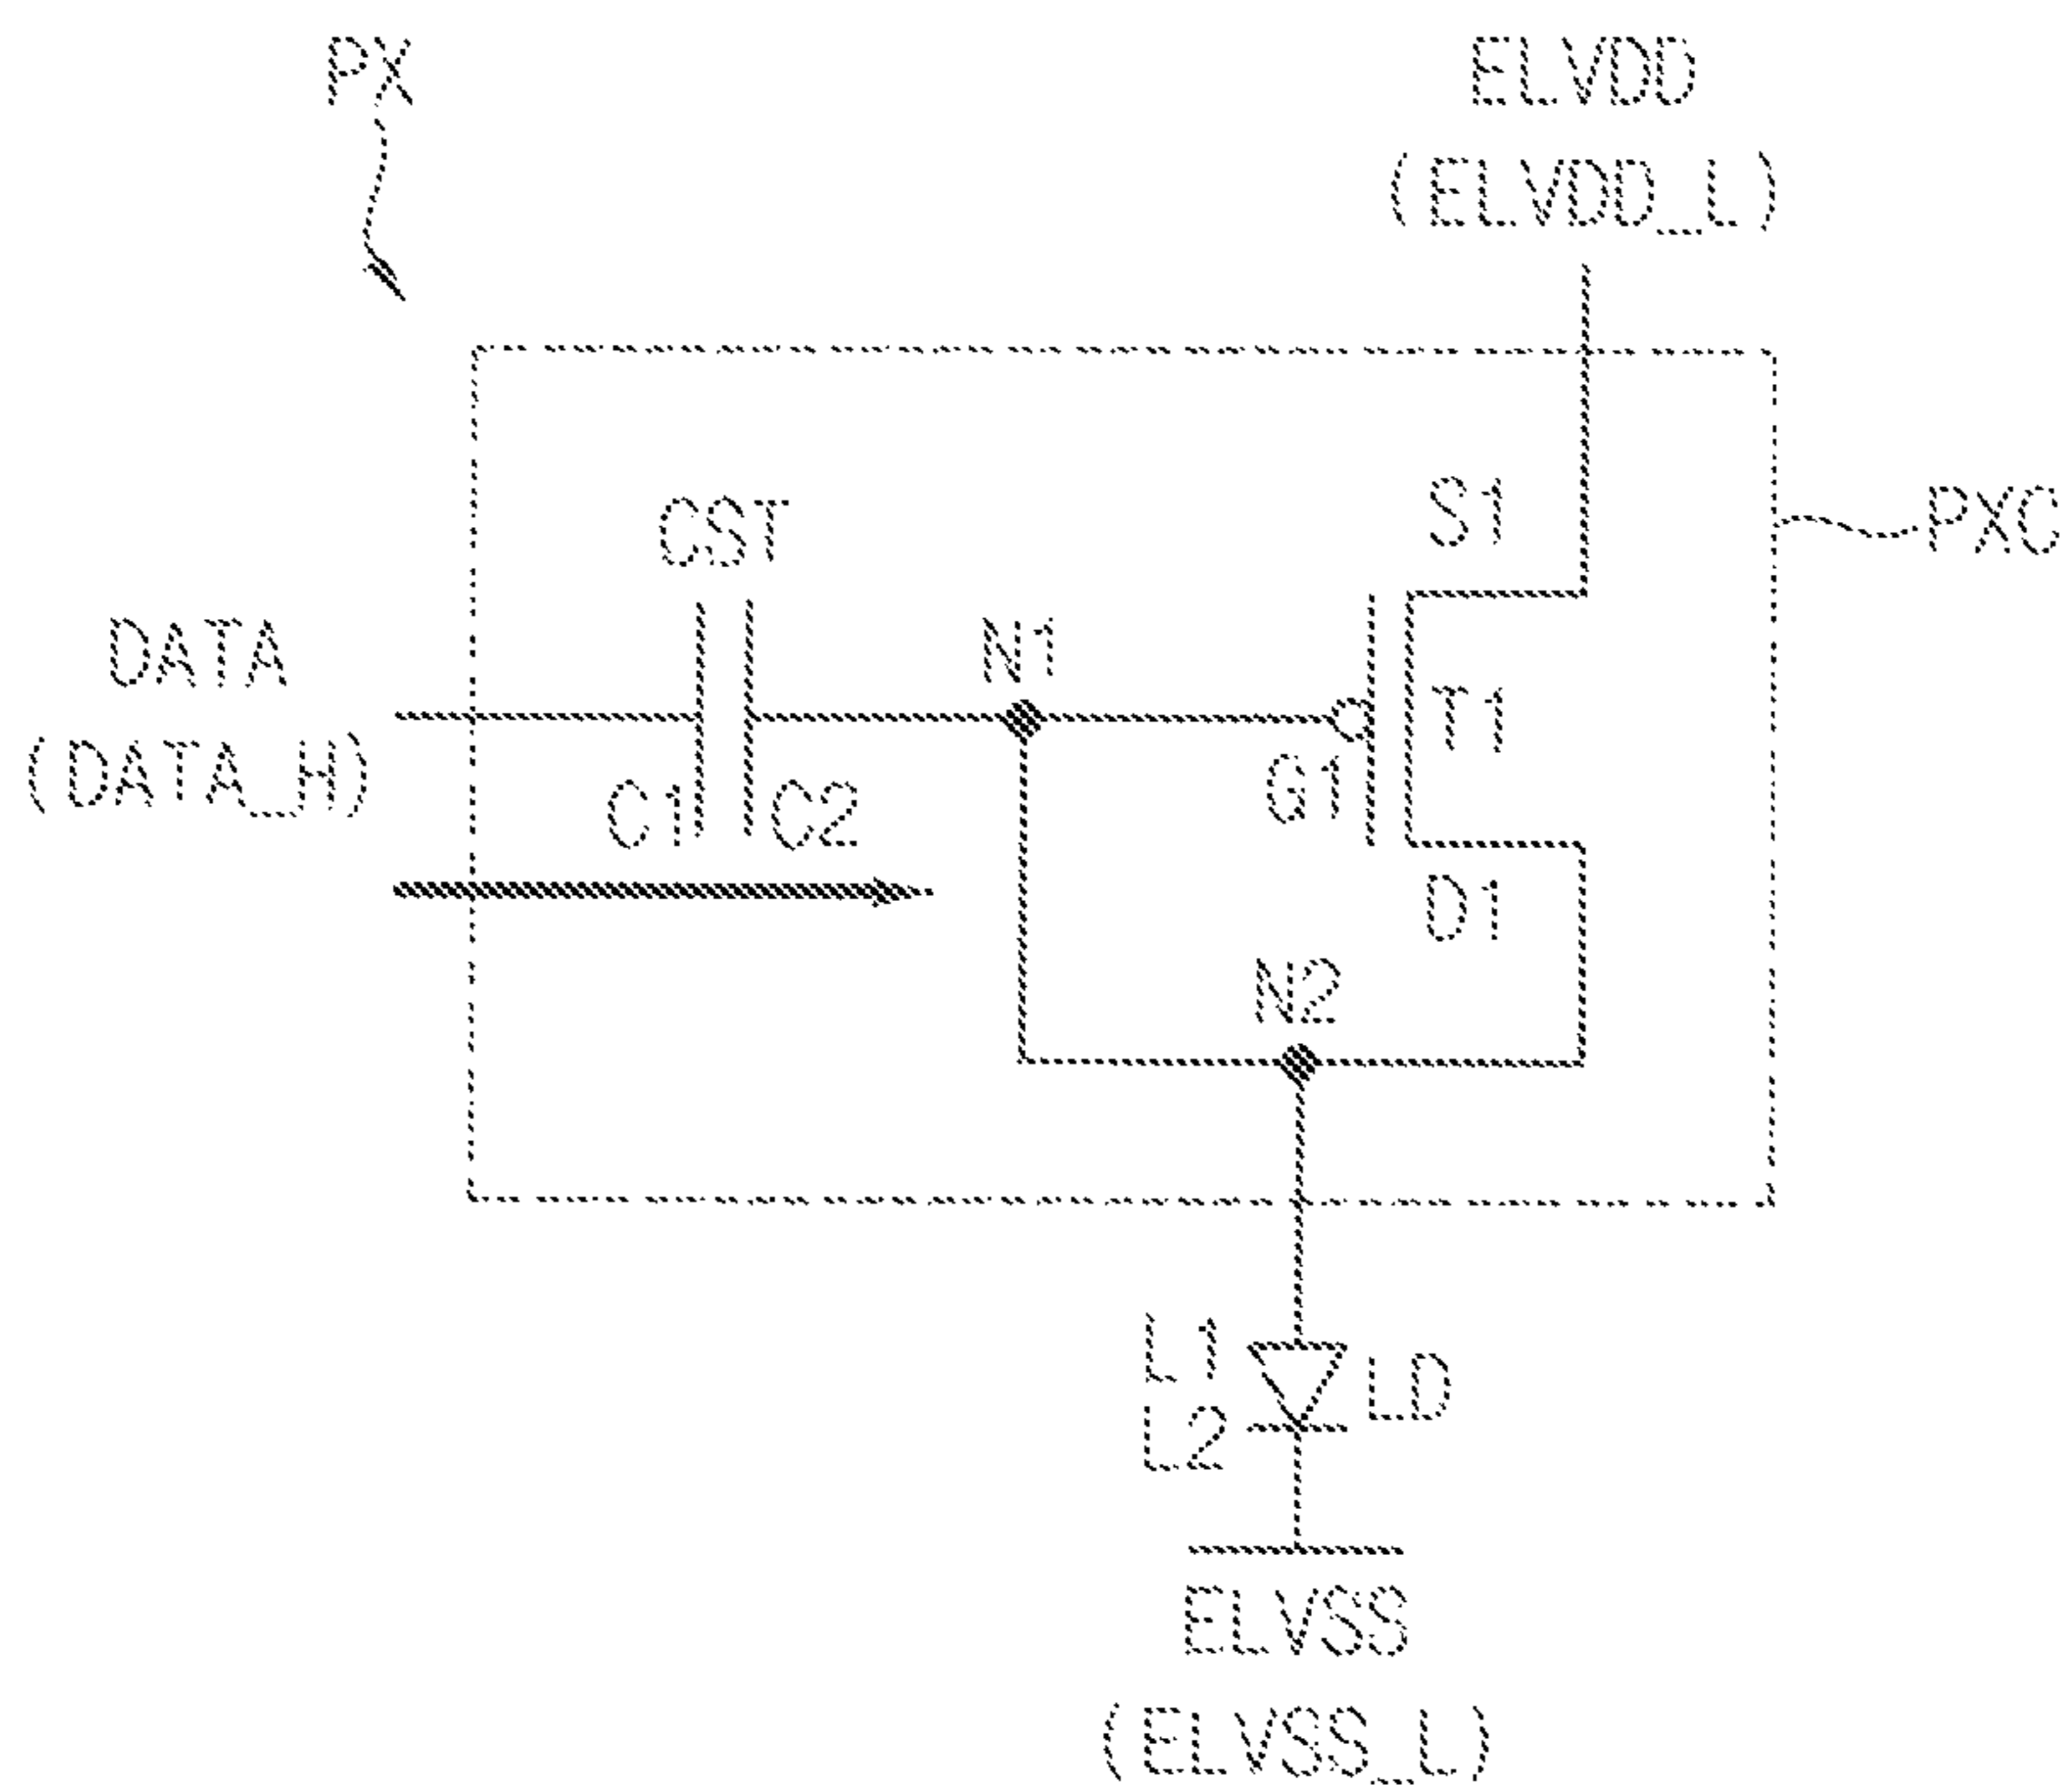 PX
ELVDD
(ELVDD_L)
S1
PXC
CST
DATA
(DATA_H)
N1
T1
G1
C1
C2
D1
N2
L1
LD
L2
ELVSS
(ELVSS_L)